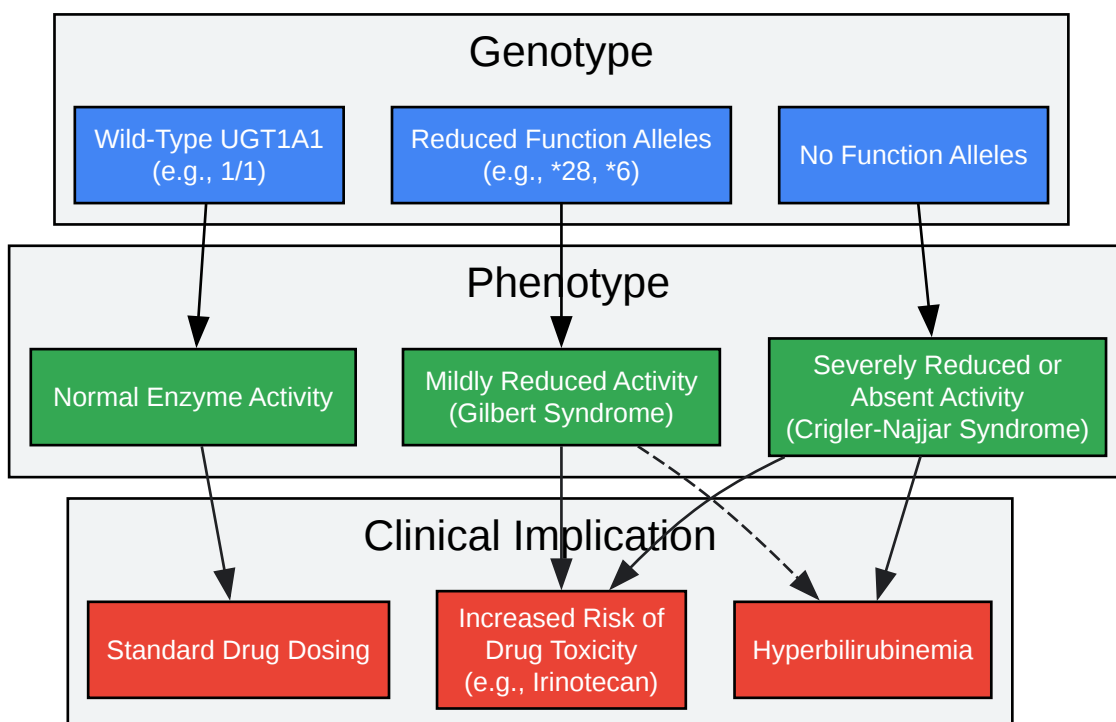 Genotype
Wild-Type UGT1A1
(e.g., 1/1)
Reduced Function Alleles
(e.g., *28, *6)
No Function Alleles
Phenotype
Normal Enzyme Activity
Mildly Reduced Activity
(Gilbert Syndrome)
Severely Reduced or
Absent Activity
(Crigler-Najjar Syndrome)
Clinical Implication
Standard Drug Dosing
Increased Risk of
Drug Toxicity
(e.g., Irinotecan)
Hyperbilirubinemia